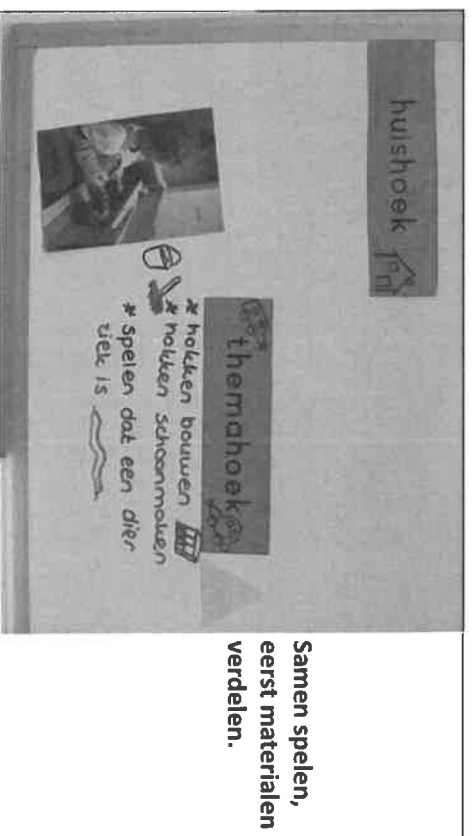 huishoek
themahoek
* hokken bouwen
* hokken schoonmaken
* spelen dat een dier
ziek is
Samen spelen,
eerst materialen
verdelen.